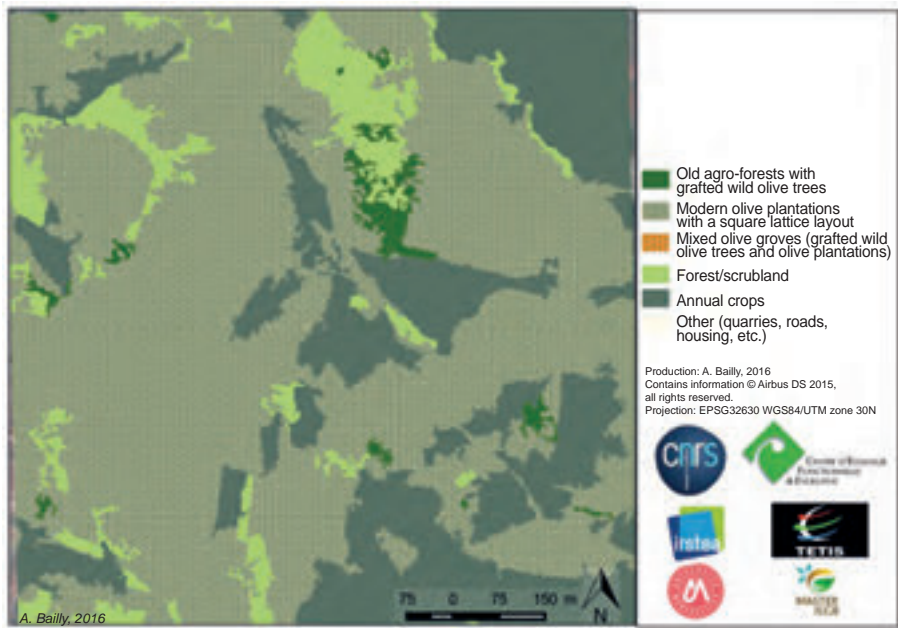 Old agro-forests with
grafted wild olive trees
Modern olive plantations
with a square lattice layout
Mixed olive groves (grafted wild
olive trees and olive plantations)
Forest/scrubland
Annual crops
Other (quarries, roads,
housing, etc.)
Production: A. Bailly, 2016
Contains information © Airbus DS 2015,
all rights reserved.
Projection: EPSG32630 WGS84/UTM zone 30N
cnrs
irstea
TETIS
MASTER
75 0 75 150 m
N
A. Bailly, 2016